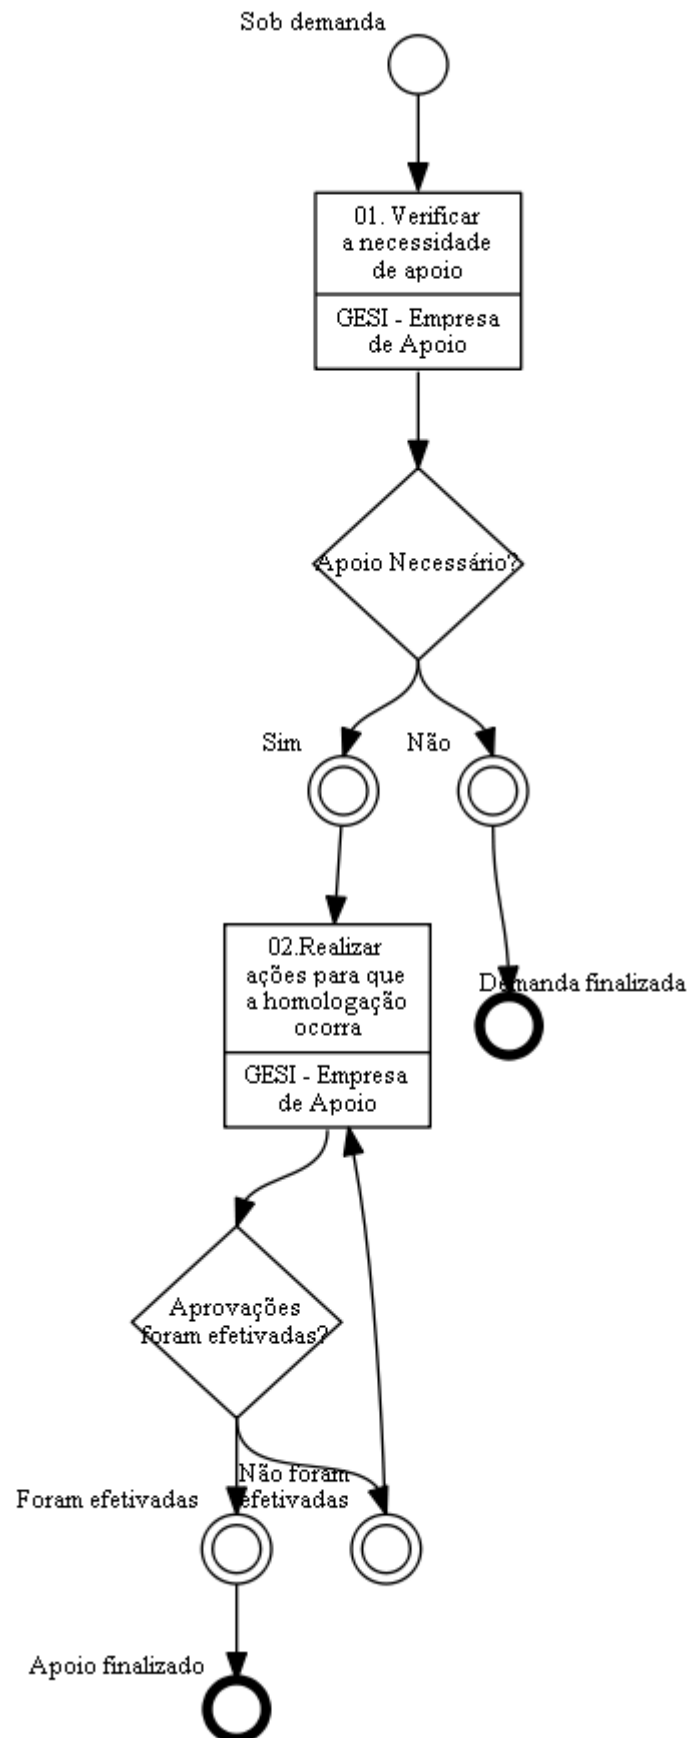 Sob demanda
01. Verificar
a necessidade
de apoio
GESI - Empresa
de Apoio
Apoio Necessário?
Sim
Não
02.Realizar
ações para que
a homologação
ocorra
GESI - Empresa
de Apoio
Demanda finalizada
Aprovações
foram efetivadas?
Não foram
efetivadas
Foram efetivadas
Apoio finalizado